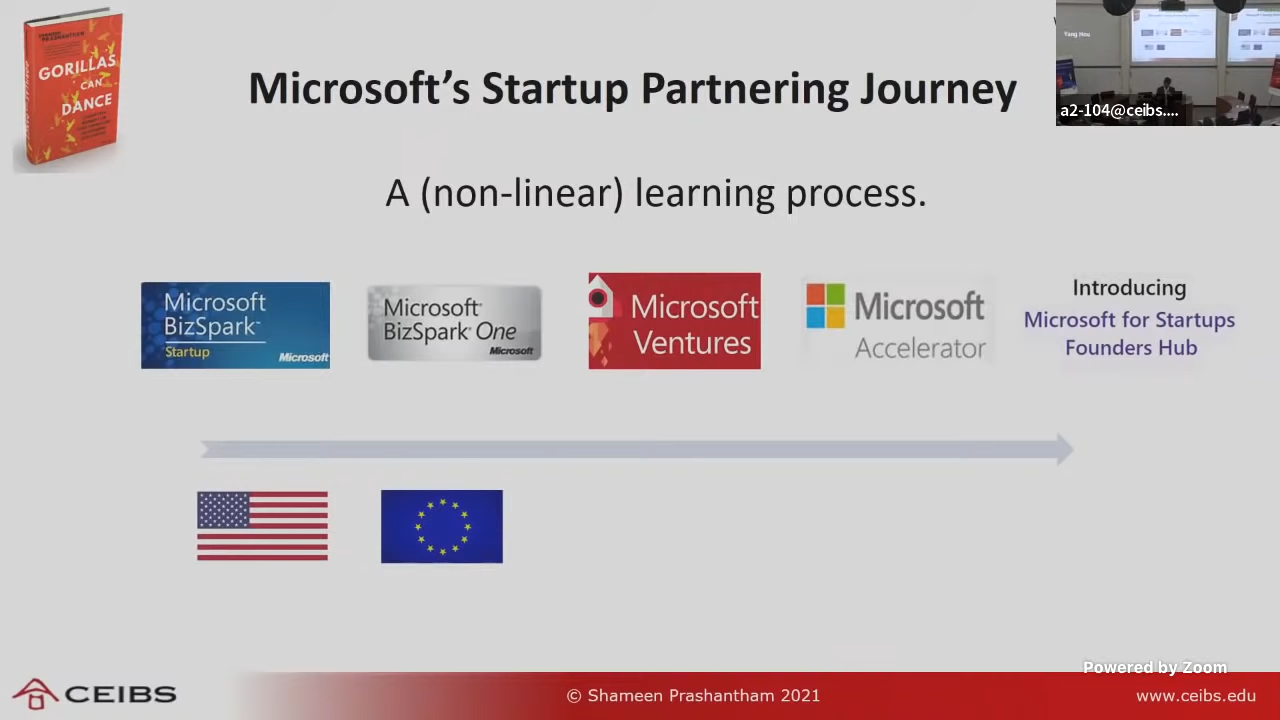 PRASHANTHAM
GORILLAS
CAN
DANCE
Microsoft's Startup Partnering Journey
Yang Hou
a2-104@ceibs....
A (non-linear) learning process.
Microsoft
BizSpark™
Startup
Microsoft
Microsoft®
BizSpark® One
Microsoft
Microsoft
Ventures
Microsoft
Accelerator
Introducing
Microsoft for Startups
Founders Hub
Powered by Zoom
CEIBS
© Shameen Prashantham 2021
www.ceibs.edu